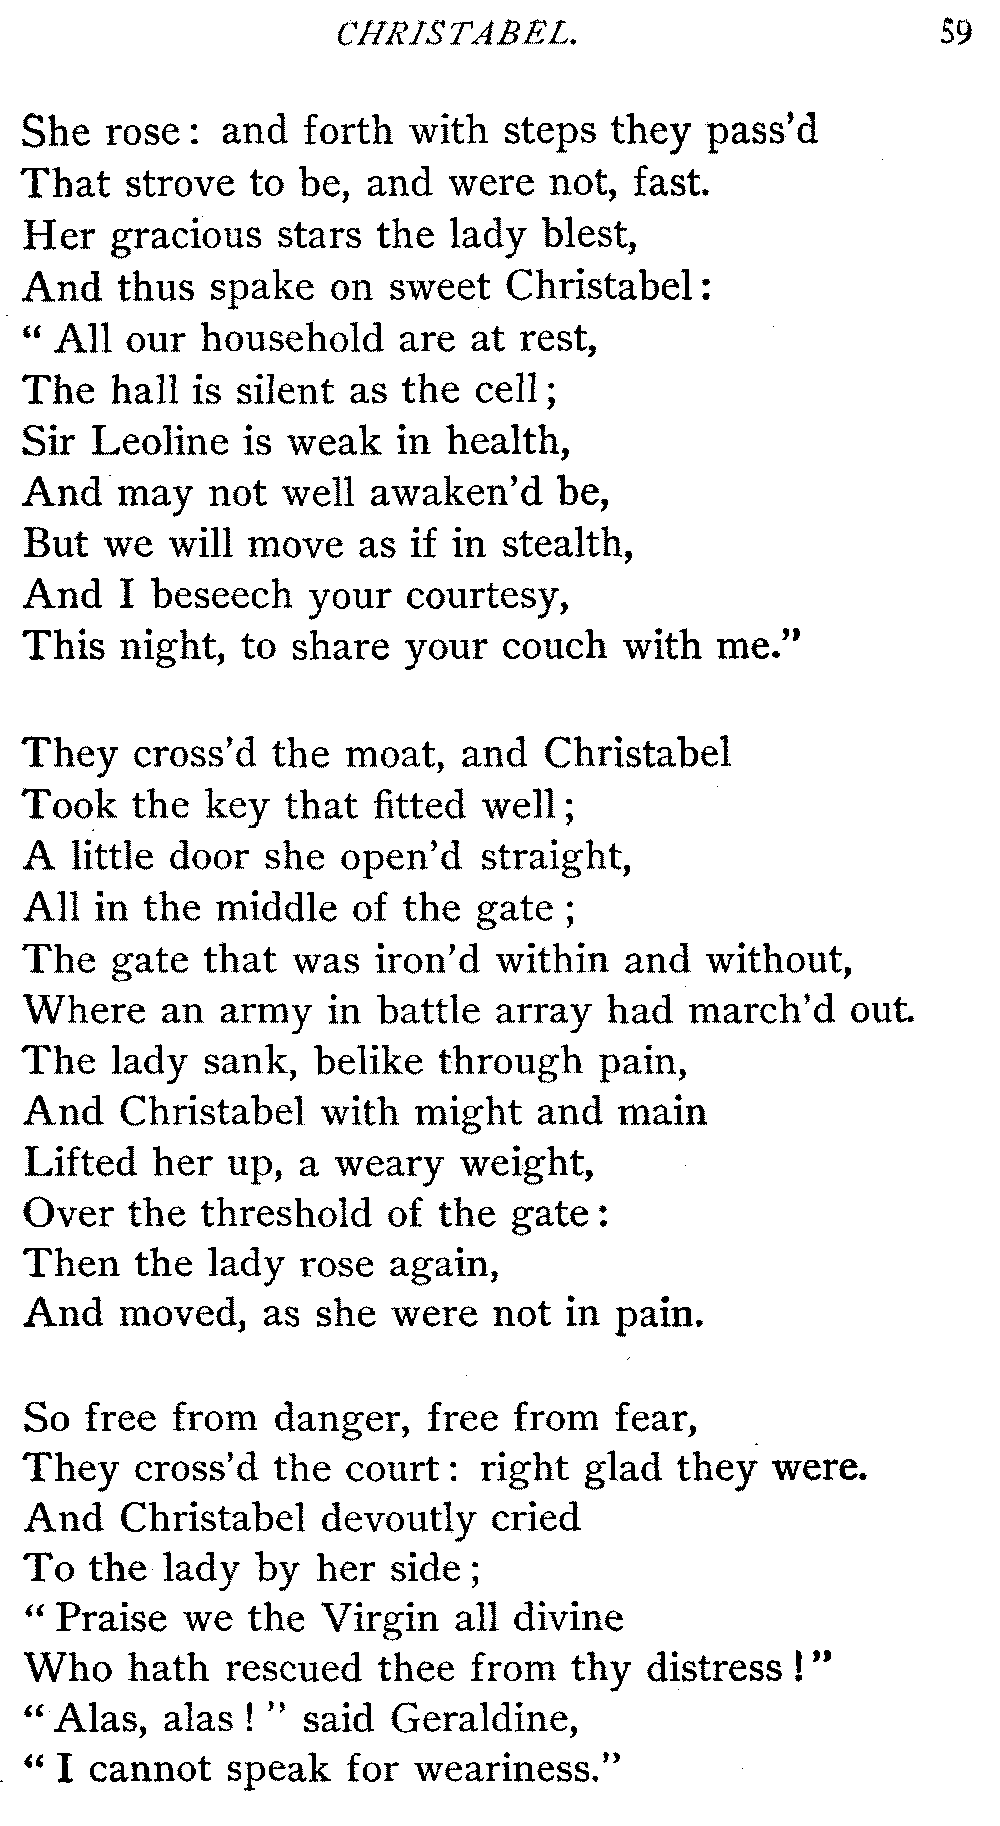 CHRISTABEL. 59
She rose: and forth with steps they pass'd
That strove to be, and were not, fast.
Her gracious stars the lady blest,
And thus spake on sweet Christabel:
"All our household are at rest,
The hall is silent as the cell;
Sir Leoline is weak in health,
And may not well awaken'd be,
But we will move as if in stealth,
And I beseech your courtesy,
This night, to share your couch with me."
They cross'd the moat, and Christabel
Took the key that fitted well;
A little door she open'd straight,
All in the middle of the gate;
The gate that was iron'd within and without,
Where an army in battle array had march'd out.
The lady sank, belike through pain,
And Christabel with might and main
Lifted her up, a weary weight,
Over the threshold of the gate:
Then the lady rose again,
And moved, as she were not in pain.
So free from danger, free from fear,
They cross'd the court: right glad they were.
And Christabel devoutly cried
To the lady by her side;
"Praise we the Virgin all divine
Who hath rescued thee from thy distress!"
"Alas, alas!" said Geraldine,
"I cannot speak for weariness."